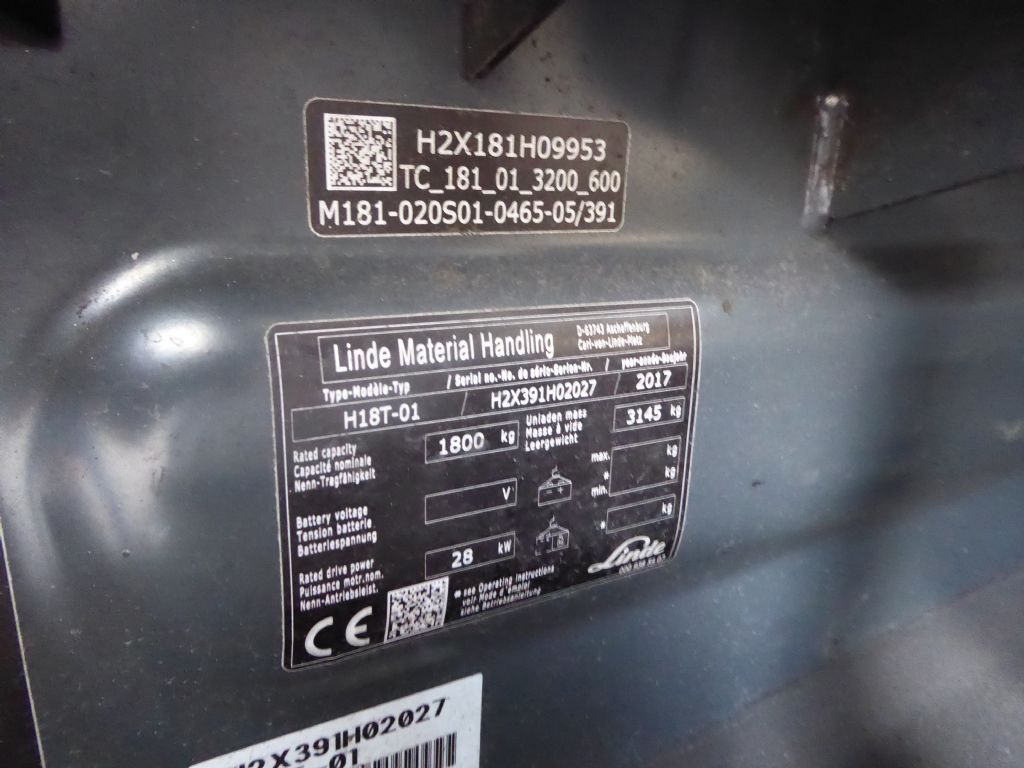 H2X181H09953
TC_181_01_3200_600
M181-020S01-0465-05/391
Linde Material Handling
D-63743 Aschaffenburg
Carl-von-Linde-Platz
Type-Modèle-Typ / Serial no.-No. de série-Serien-Nr. / year-année-Baujahr
H18T-01 / H2X391H02027 / 2017
Rated capacity
Capacité nominale
Nenn-Tragfähigkeit
1800 kg
Unladen mass
Masse à vide
Leergewicht
3145 kg
Battery voltage
Tension batterie
Batteriespannung
V
max. kg
* kg
min.
* kg
Rated drive power
Puissance motr.nom.
Nenn-Antriebsleist.
28 kW
CE
* see Operating Instructions
voir Mode d'emploi
siehe Betriebsanleitung
Linde
H2X391H02027
-01